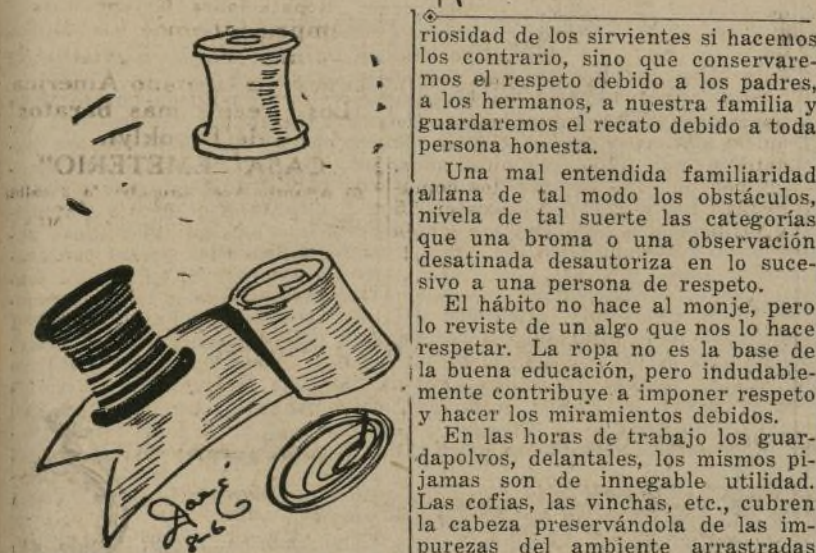 riosidad de los sirvientes si hacemos
los contrario, sino que conservare-
mos el respeto debido a los padres,
a los hermanos, a nuestra familia y
guardaremos el recato debido a toda
persona honesta.
Una mal entendida familiaridad
allana de tal modo los obstáculos,
nivela de tal suerte las categorías
que una broma o una observación
desatinada desautoriza en lo suce-
sivo a una persona de respeto.
El hábito no hace al monje, pero
lo reviste de un algo que nos lo hace
respetar. La ropa no es la base de
la buena educación, pero indudable-
mente contribuye a imponer respeto
y hacer los miramientos debidos.
En las horas de trabajo los guar-
dapolvos, delantales, los mismos pi-
jamas son de innegable utilidad.
Las cofias, las vinchas, etc., cubren
la cabeza preservándola de las im-
purezas del ambiente arrastradas
8-6